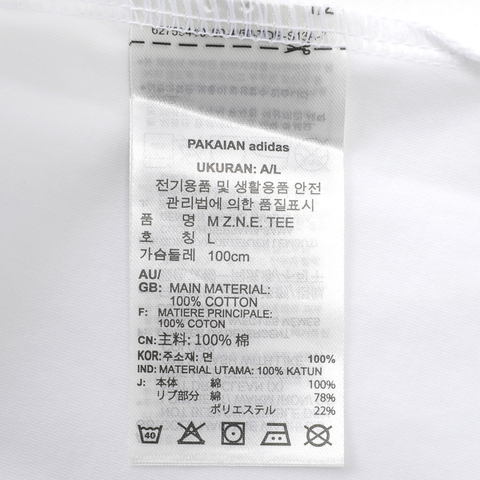 1/2
PAKAIAN adidas
UKURAN: A/L
전기용품 및 생활용품 안전
관리법에 의한 품질표시
품 명 M Z.N.E. TEE
호 칭 L
가슴둘레 100cm
AU/
GB: MAIN MATERIAL:
100% COTTON
F: MATIERE PRINCIPALE:
100% COTON
CN: 主料: 100% 棉
KOR: 주소재: 면 100%
IND: MATERIAL UTAMA: 100% KATUN
J: 本体 綿 100%
リブ部分 綿 78%
ポリエステル 22%
40